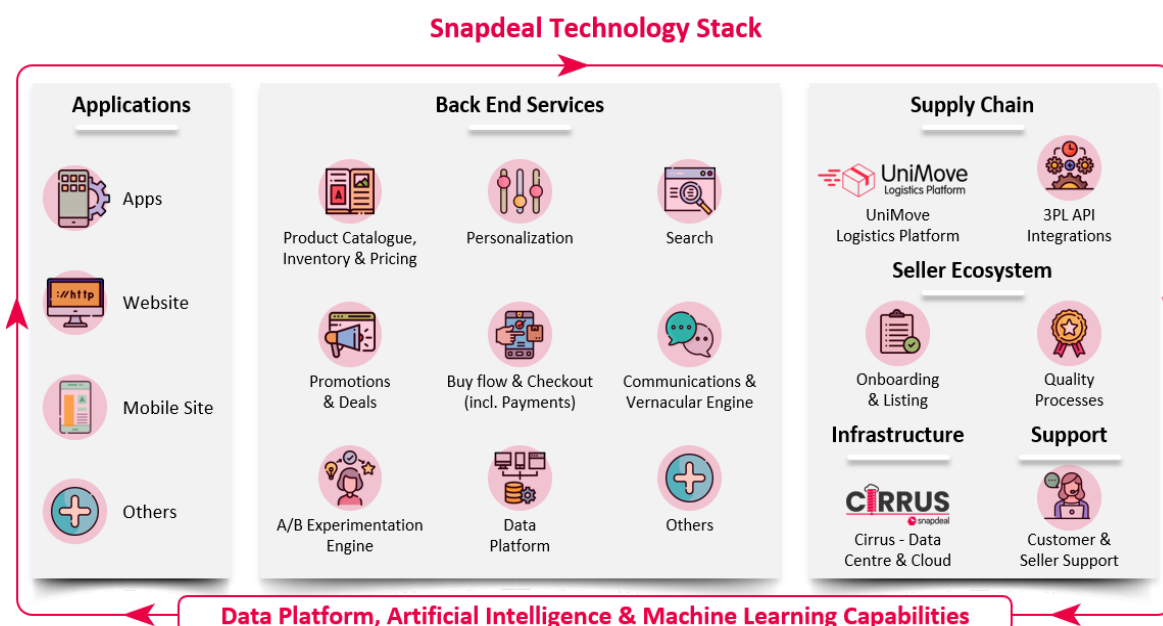 Snapdeal Technology Stack
Applications
Apps
://http
Website
Mobile Site
Others
Back End Services
A
Product Catalogue,
Inventory & Pricing
Personalization
Search
Promotions
& Deals
Buy flow & Checkout
(incl. Payments)
Communications &
Vernacular Engine
A/B Experimentation
Engine
Data
Platform
Others
Supply Chain
UniMove
Logistics Platform
UniMove
Logistics Platform
3PL API
Integrations
Seller Ecosystem
Onboarding
& Listing
Quality
Processes
Infrastructure
CIRRUS
snapdeal
Cirrus - Data
Centre & Cloud
Support
Customer &
Seller Support
Data Platform, Artificial Intelligence & Machine Learning Capabilities